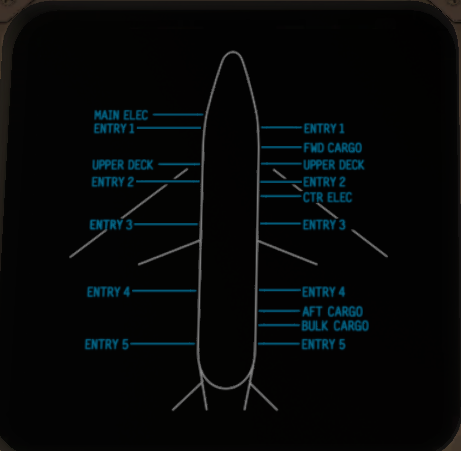 MAIN ELEC
ENTRY 1
ENTRY 1
FWD CARGO
UPPER DECK
UPPER DECK
ENTRY 2
ENTRY 2
CTR ELEC
ENTRY 3
ENTRY 3
ENTRY 4
ENTRY 4
AFT CARGO
BULK CARGO
ENTRY 5
ENTRY 5